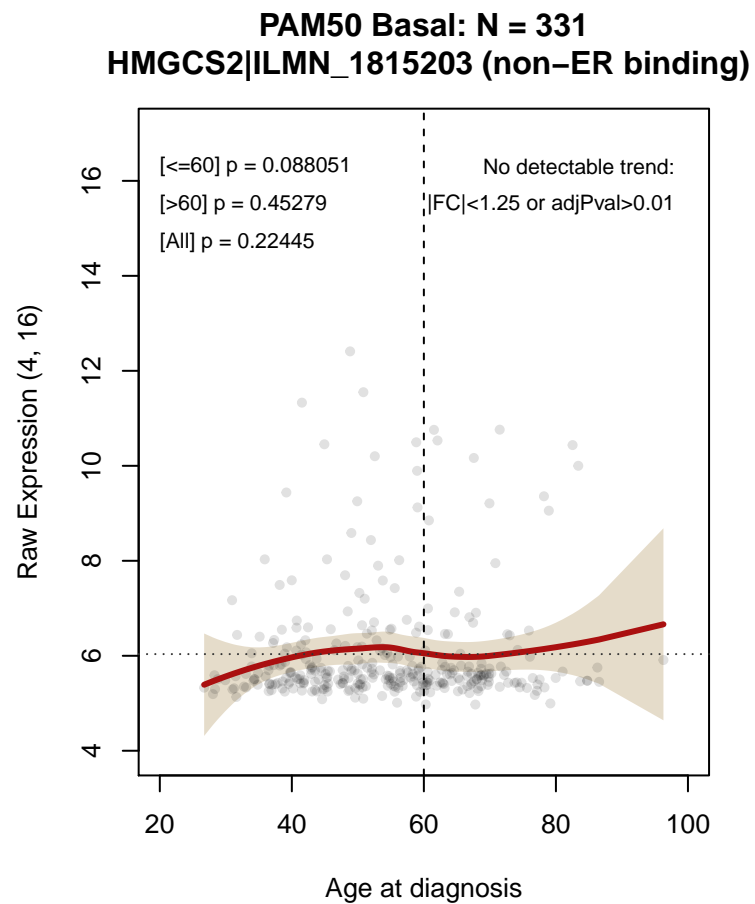 PAM50 Basal: N = 331
HMGCS2|ILMN_1815203 (non−ER binding)
[<=60] p = 0.088051
[>60] p = 0.45279
[All] p = 0.22445
No detectable trend:
|FC|<1.25 or adjPval>0.01
Raw Expression (4, 16)
16
14
12
10
8
6
4
20 40 60 80 100
Age at diagnosis